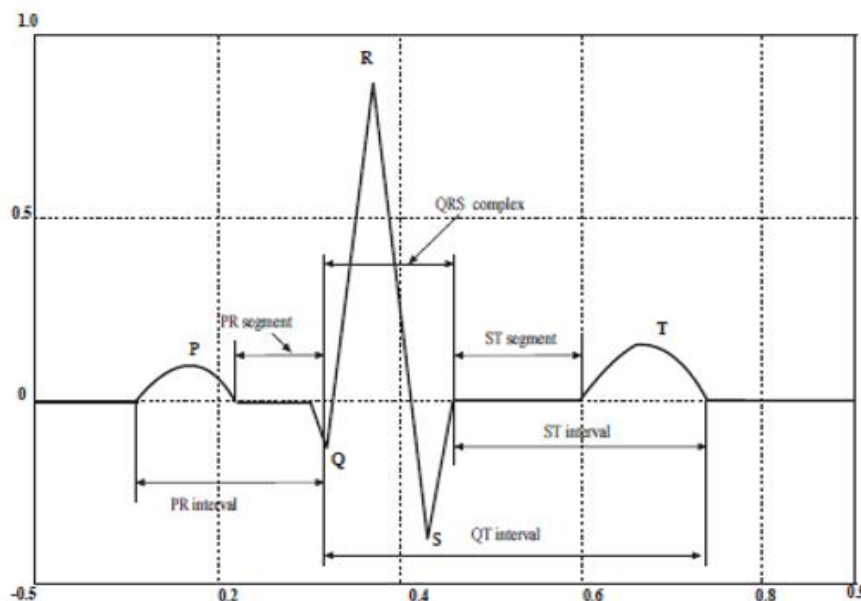 1.0
R
0.5
QRS complex
PR segment
P
ST segment
T
0
Q
ST interval
PR interval
S
QT interval
-0.5
0.2
0.4
0.6
0.8